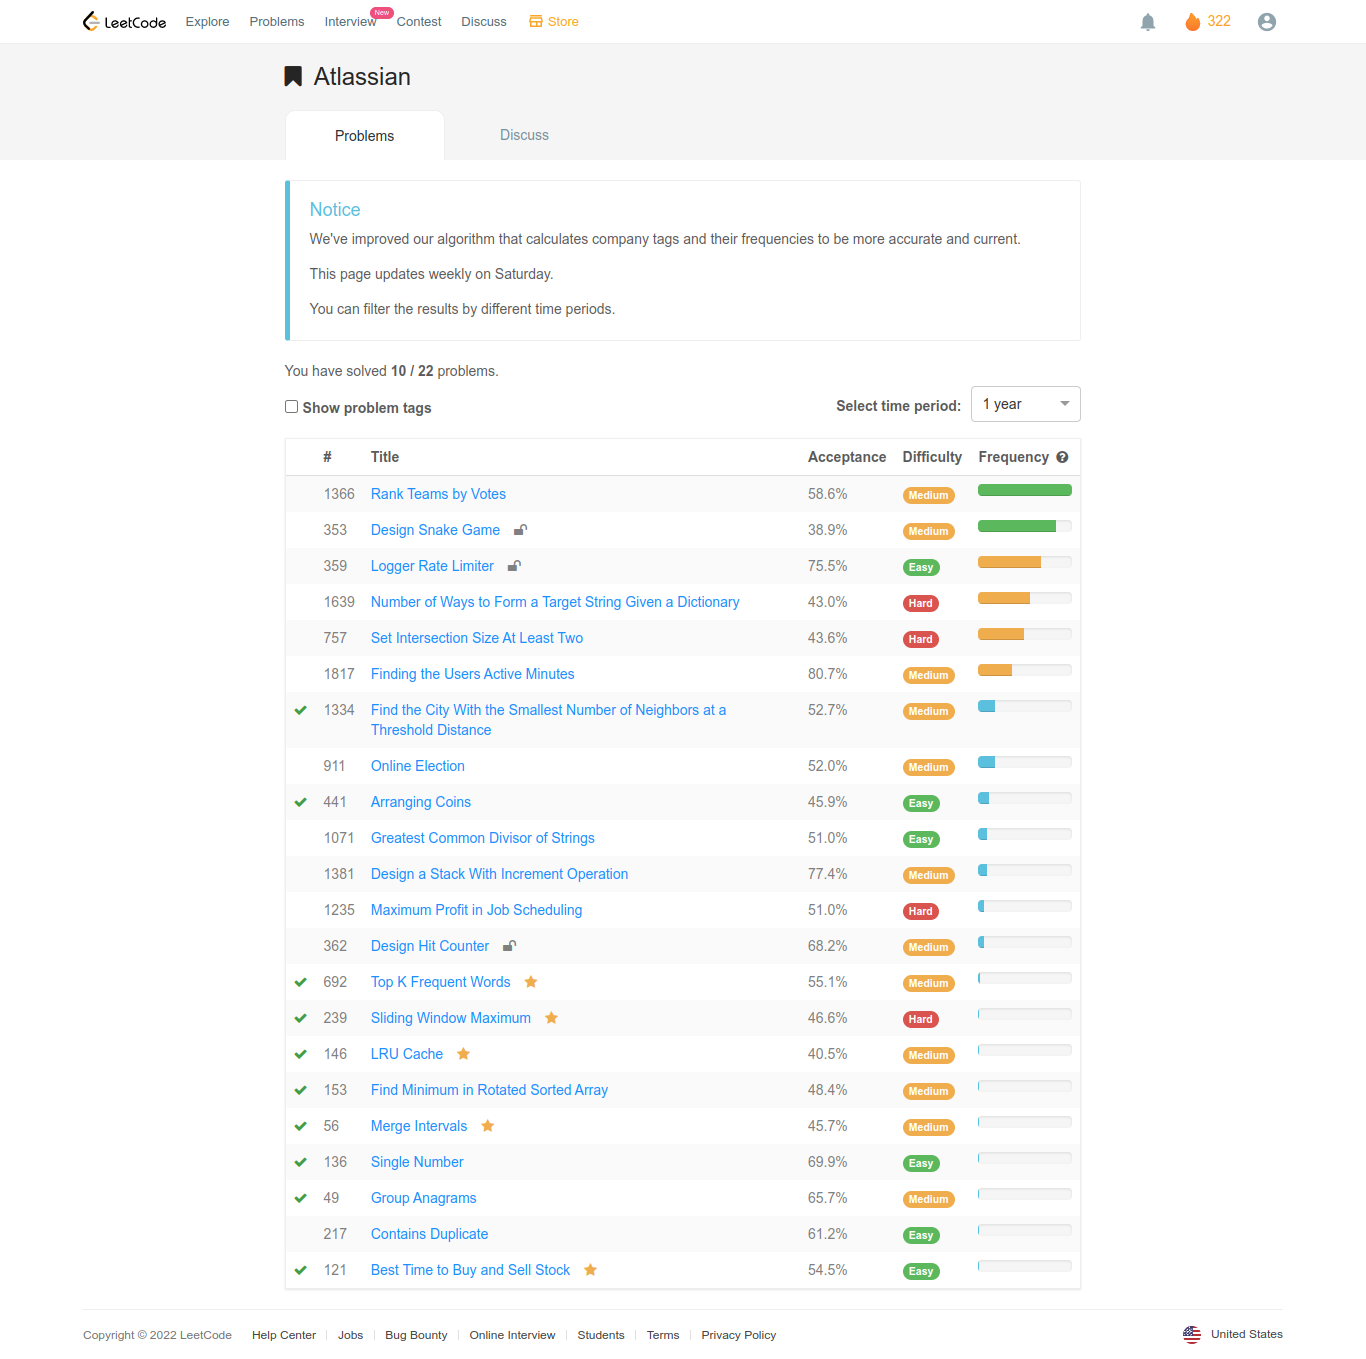 LeetCode Explore Problems Interview New Contest Discuss Store 322
Atlassian
Problems Discuss
Notice
We've improved our algorithm that calculates company tags and their frequencies to be more accurate and current.
This page updates weekly on Saturday.
You can filter the results by different time periods.
You have solved 10 / 22 problems.
Show problem tags Select time period: 1 year
# Title Acceptance Difficulty Frequency ?
1366 Rank Teams by Votes 58.6% Medium
353 Design Snake Game 38.9% Medium
359 Logger Rate Limiter 75.5% Easy
1639 Number of Ways to Form a Target String Given a Dictionary 43.0% Hard
757 Set Intersection Size At Least Two 43.6% Hard
1817 Finding the Users Active Minutes 80.7% Medium
1334 Find the City With the Smallest Number of Neighbors at a 52.7% Medium
Threshold Distance
911 Online Election 52.0% Medium
441 Arranging Coins 45.9% Easy
1071 Greatest Common Divisor of Strings 51.0% Easy
1381 Design a Stack With Increment Operation 77.4% Medium
1235 Maximum Profit in Job Scheduling 51.0% Hard
362 Design Hit Counter 68.2% Medium
692 Top K Frequent Words 55.1% Medium
239 Sliding Window Maximum 46.6% Hard
146 LRU Cache 40.5% Medium
153 Find Minimum in Rotated Sorted Array 48.4% Medium
56 Merge Intervals 45.7% Medium
136 Single Number 69.9% Easy
49 Group Anagrams 65.7% Medium
217 Contains Duplicate 61.2% Easy
121 Best Time to Buy and Sell Stock 54.5% Easy
Copyright © 2022 LeetCode Help Center Jobs Bug Bounty Online Interview Students Terms Privacy Policy United States